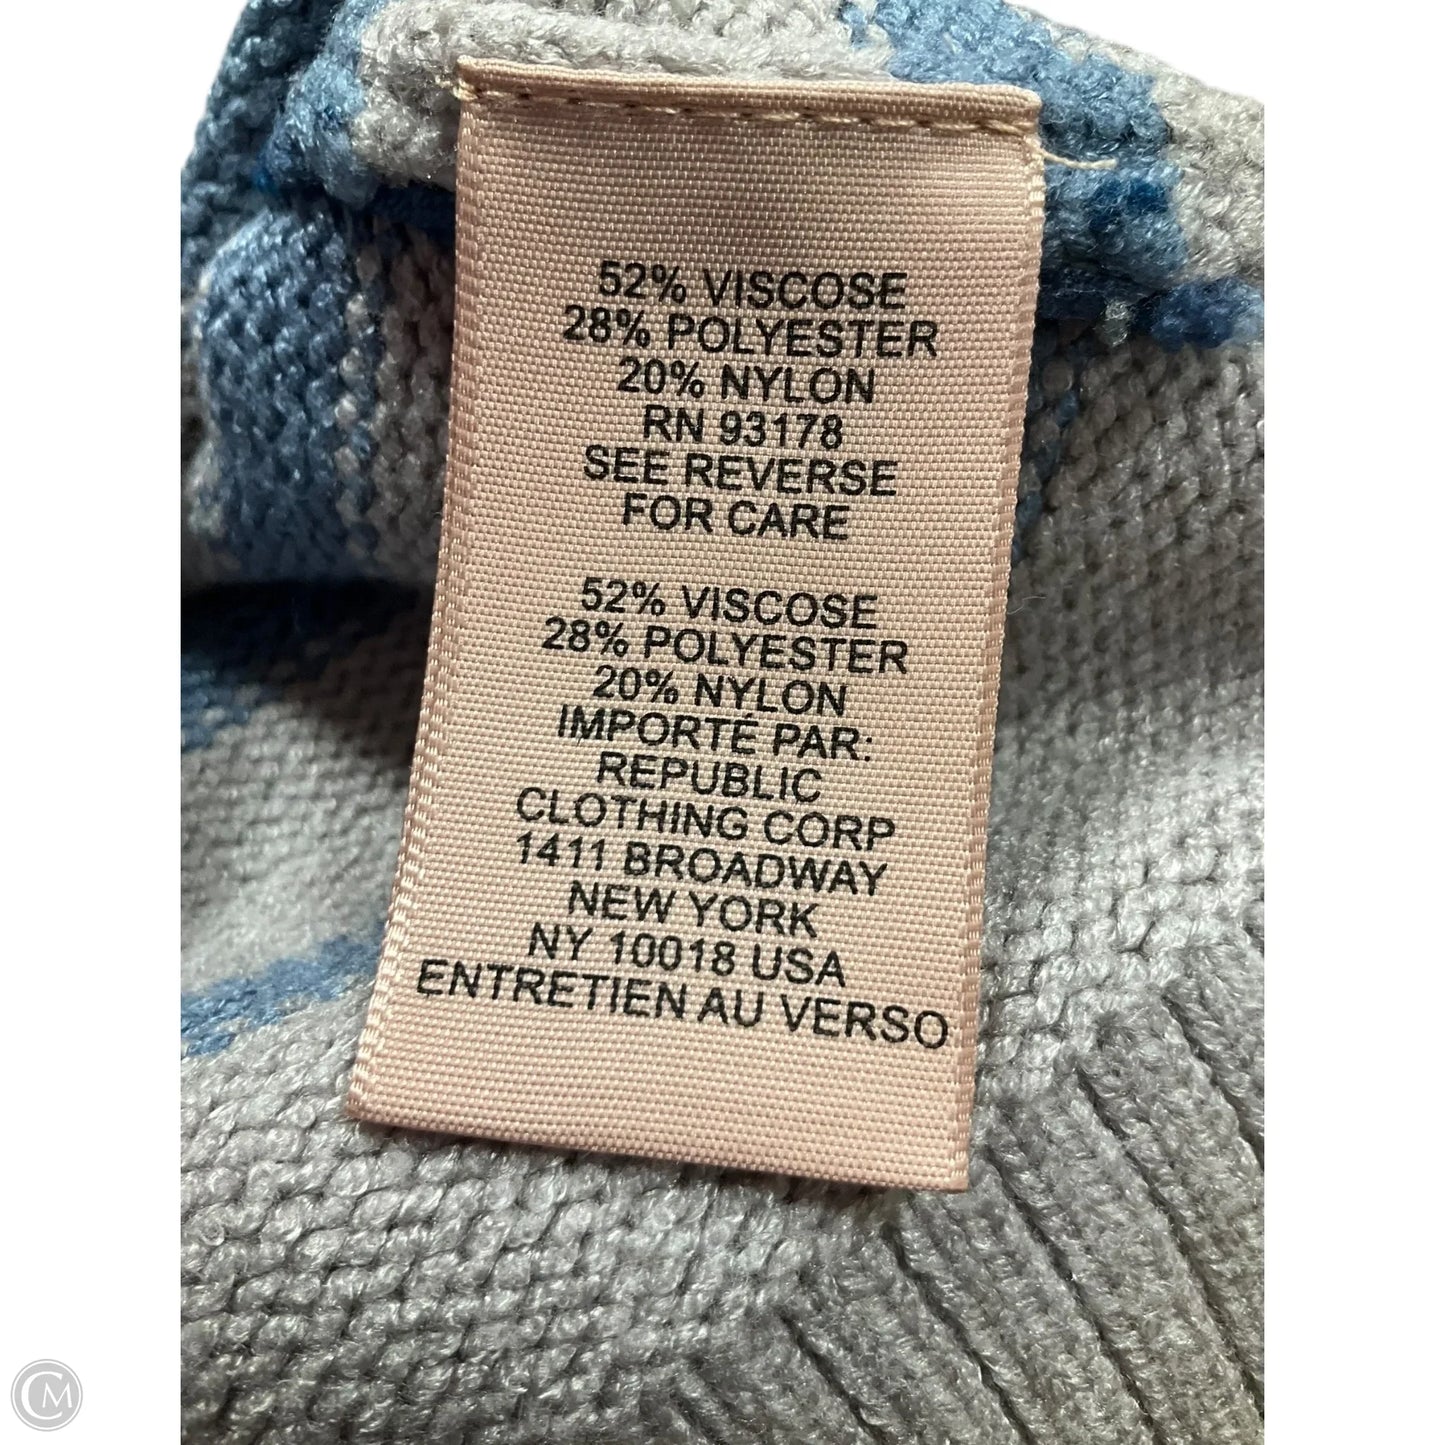 52% VISCOSE
28% POLYESTER
20% NYLON
RN 93178
SEE REVERSE
FOR CARE
52% VISCOSE
28% POLYESTER
20% NYLON
IMPORTÉ PAR:
REPUBLIC
CLOTHING CORP
1411 BROADWAY
NEW YORK
NY 10018 USA
ENTRETIEN AU VERSO
CM